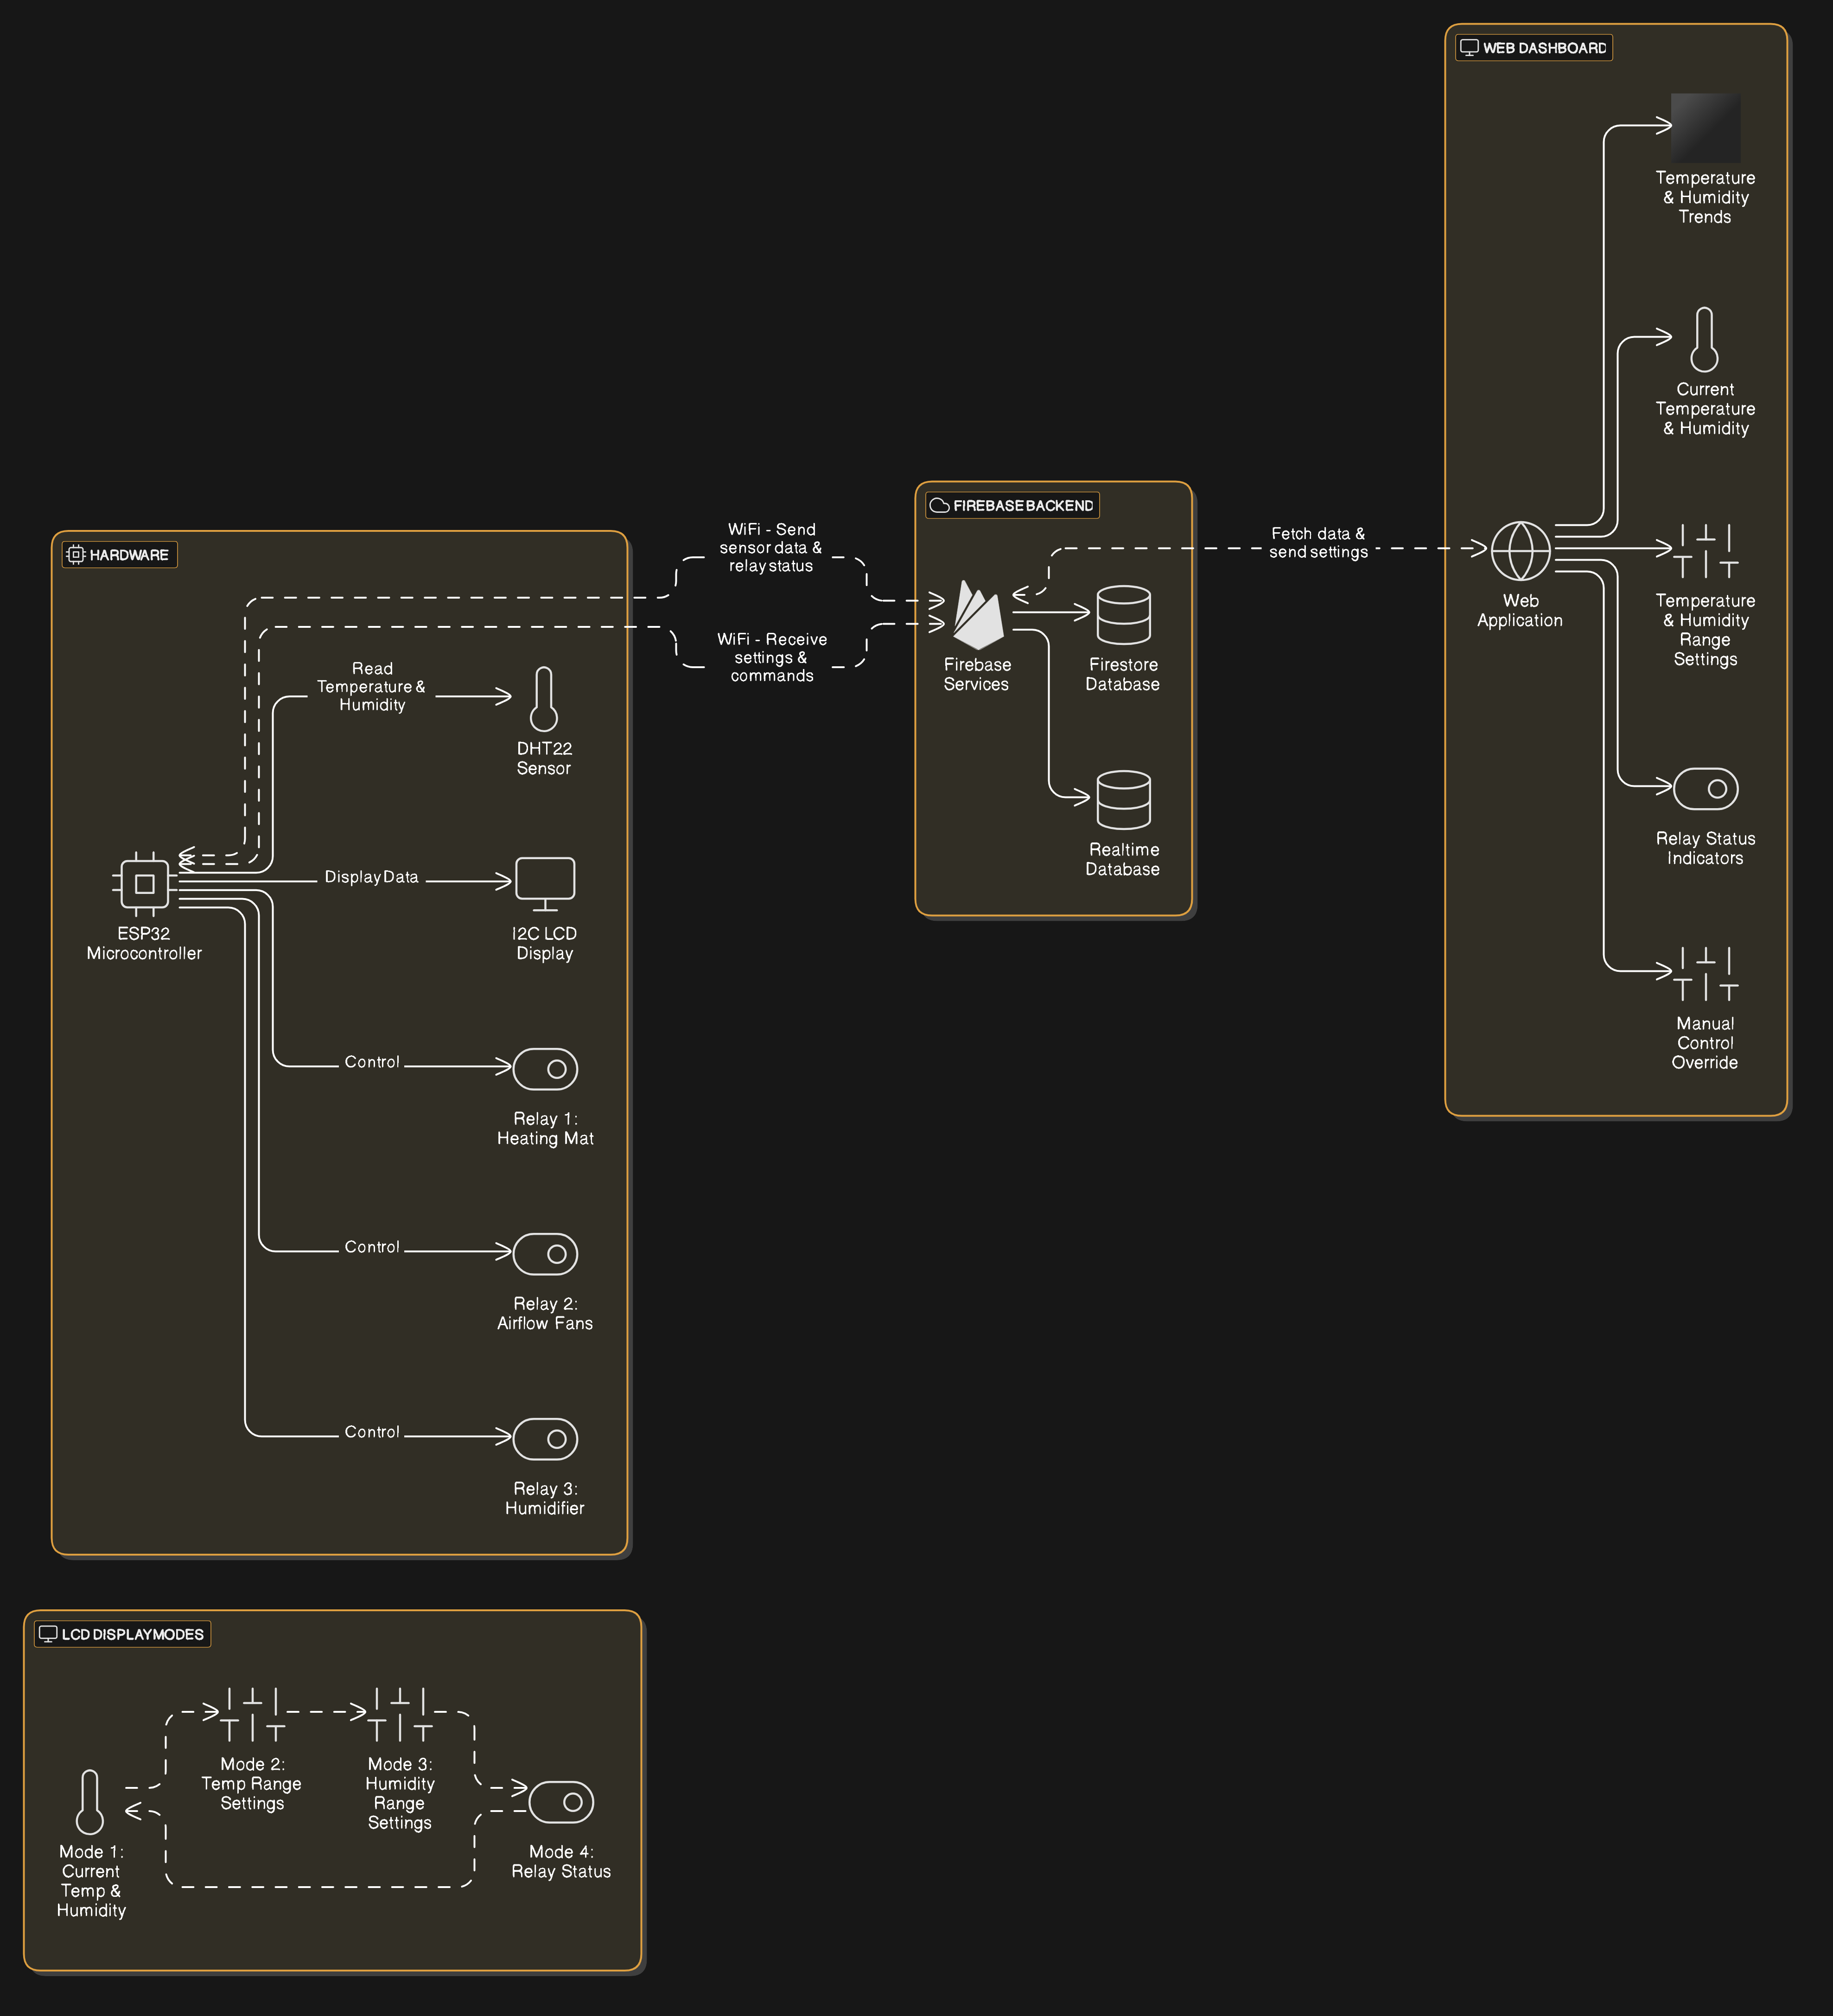 WEB DASHBOARD
Temperature
& Humidity
Trends
Current
Temperature
& Humidity
Web
Application
Temperature
& Humidity
Range
Settings
Relay Status
Indicators
Manual
Control
Override
FIREBASE BACKEND
Fetch data &
send settings
Firebase
Services
Firestore
Database
Realtime
Database
WiFi - Send
sensor data &
relay status
WiFi - Receive
settings &
commands
HARDWARE
Read
Temperature &
Humidity
DHT22
Sensor
ESP32
Microcontroller
Display Data
I2C LCD
Display
Control
Relay 1:
Heating Mat
Control
Relay 2:
Airflow Fans
Control
Relay 3:
Humidifier
LCD DISPLAY MODES
Mode 1:
Current
Temp &
Humidity
Mode 2:
Temp Range
Settings
Mode 3:
Humidity
Range
Settings
Mode 4:
Relay Status